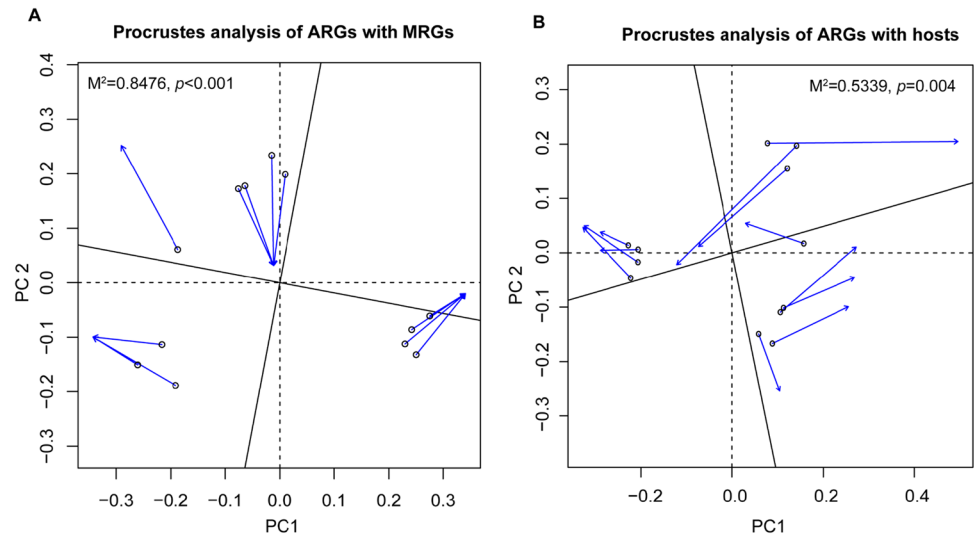 A
Procrustes analysis of ARGs with MRGs
M²=0.8476, p<0.001
0.4
0.3
0.2
0.1
0.0
−0.1
−0.2
−0.3
PC 2
−0.3
−0.2
−0.1
0.0
0.1
0.2
0.3
PC1
B
Procrustes analysis of ARGs with hosts
M²=0.5339, p=0.004
0.3
0.2
0.1
0.0
−0.1
−0.2
−0.3
PC 2
−0.2
0.0
0.2
0.4
PC1